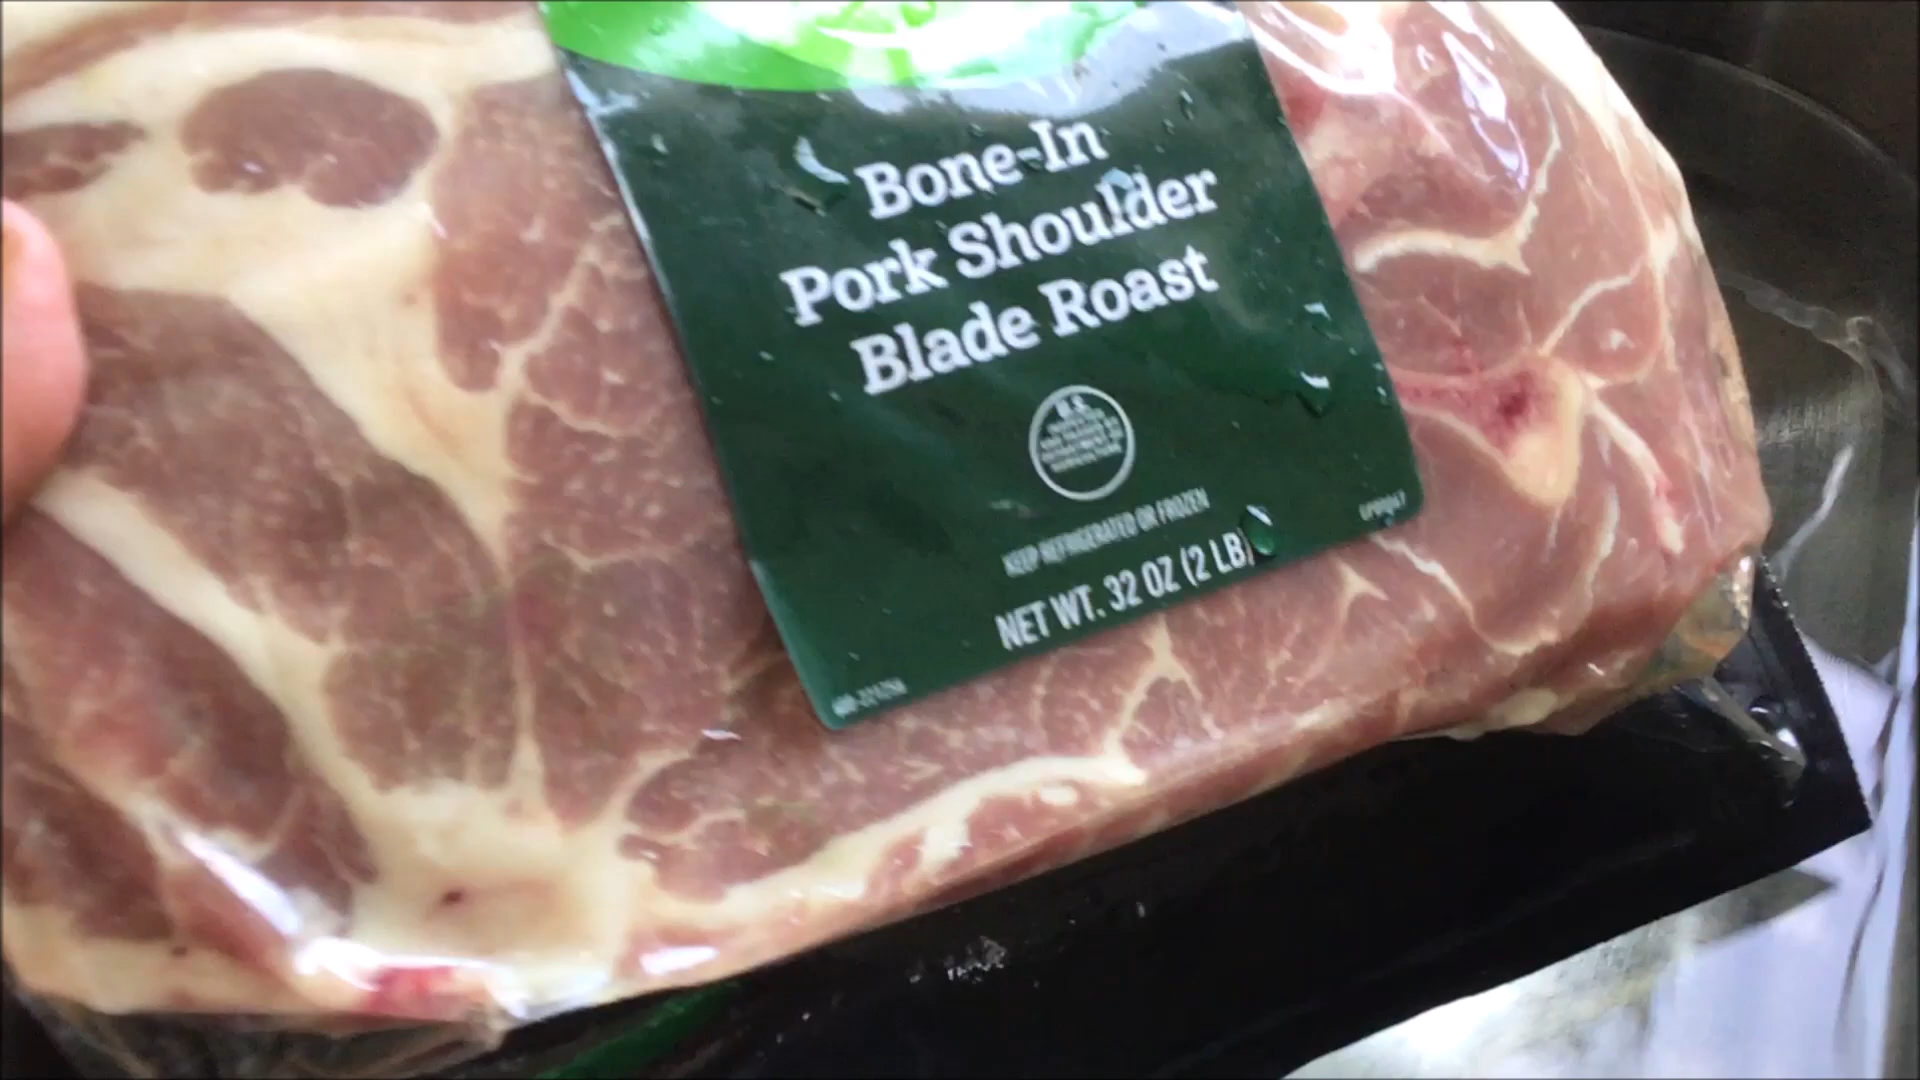 Bone-In
Pork Shoulder
Blade Roast
U.S.
KEEP REFRIGERATED OR FROZEN
NET WT. 32 OZ (2 LB)